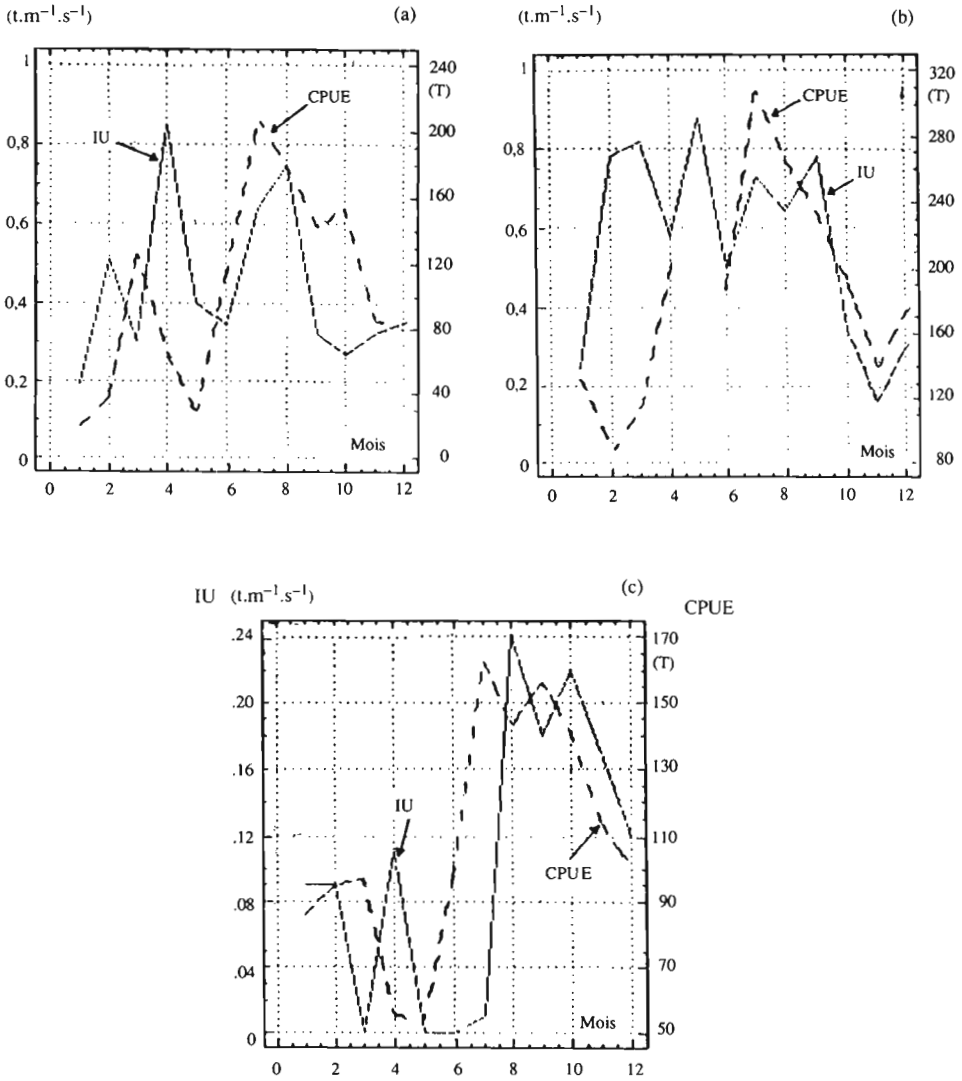 (t.m⁻¹.s⁻¹) (a)
1 240
(T)
CPUE
0.8 IU 200
160
0.6
120
0.4
80
0.2 40
Mois
0 0
0 2 4 6 8 10 12
(t.m⁻¹.s⁻¹) (b)
1 320
(T)
CPUE
280
0.8
IU
0.6 240
200
0.4
160
0.2
120
Mois
0 80
0 2 4 6 8 10 12
IU (t.m⁻¹.s⁻¹) (c) CPUE
.24 170
(T)
.20 150
.16 130
IU
.12 110
CPUE
.08 90
.04 70
Mois
0 50
0 2 4 6 8 10 12